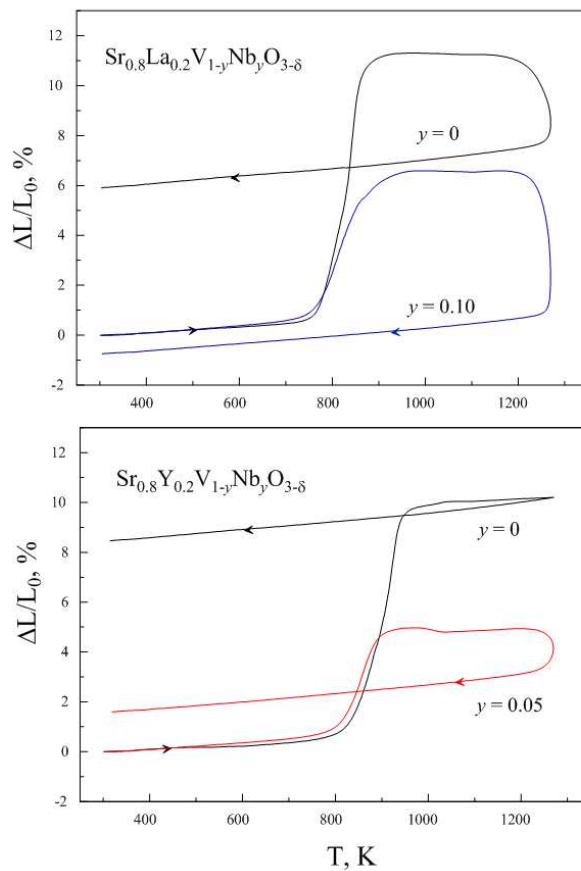 Sr0.8La0.2V1-yNbyO3-δ
12
10
8
6
4
2
0
-2
ΔL/L0, %
y = 0
y = 0.10
400 600 800 1000 1200
Sr0.8Y0.2V1-yNbyO3-δ
12
10
8
6
4
2
0
-2
ΔL/L0, %
y = 0
y = 0.05
400 600 800 1000 1200
T, K